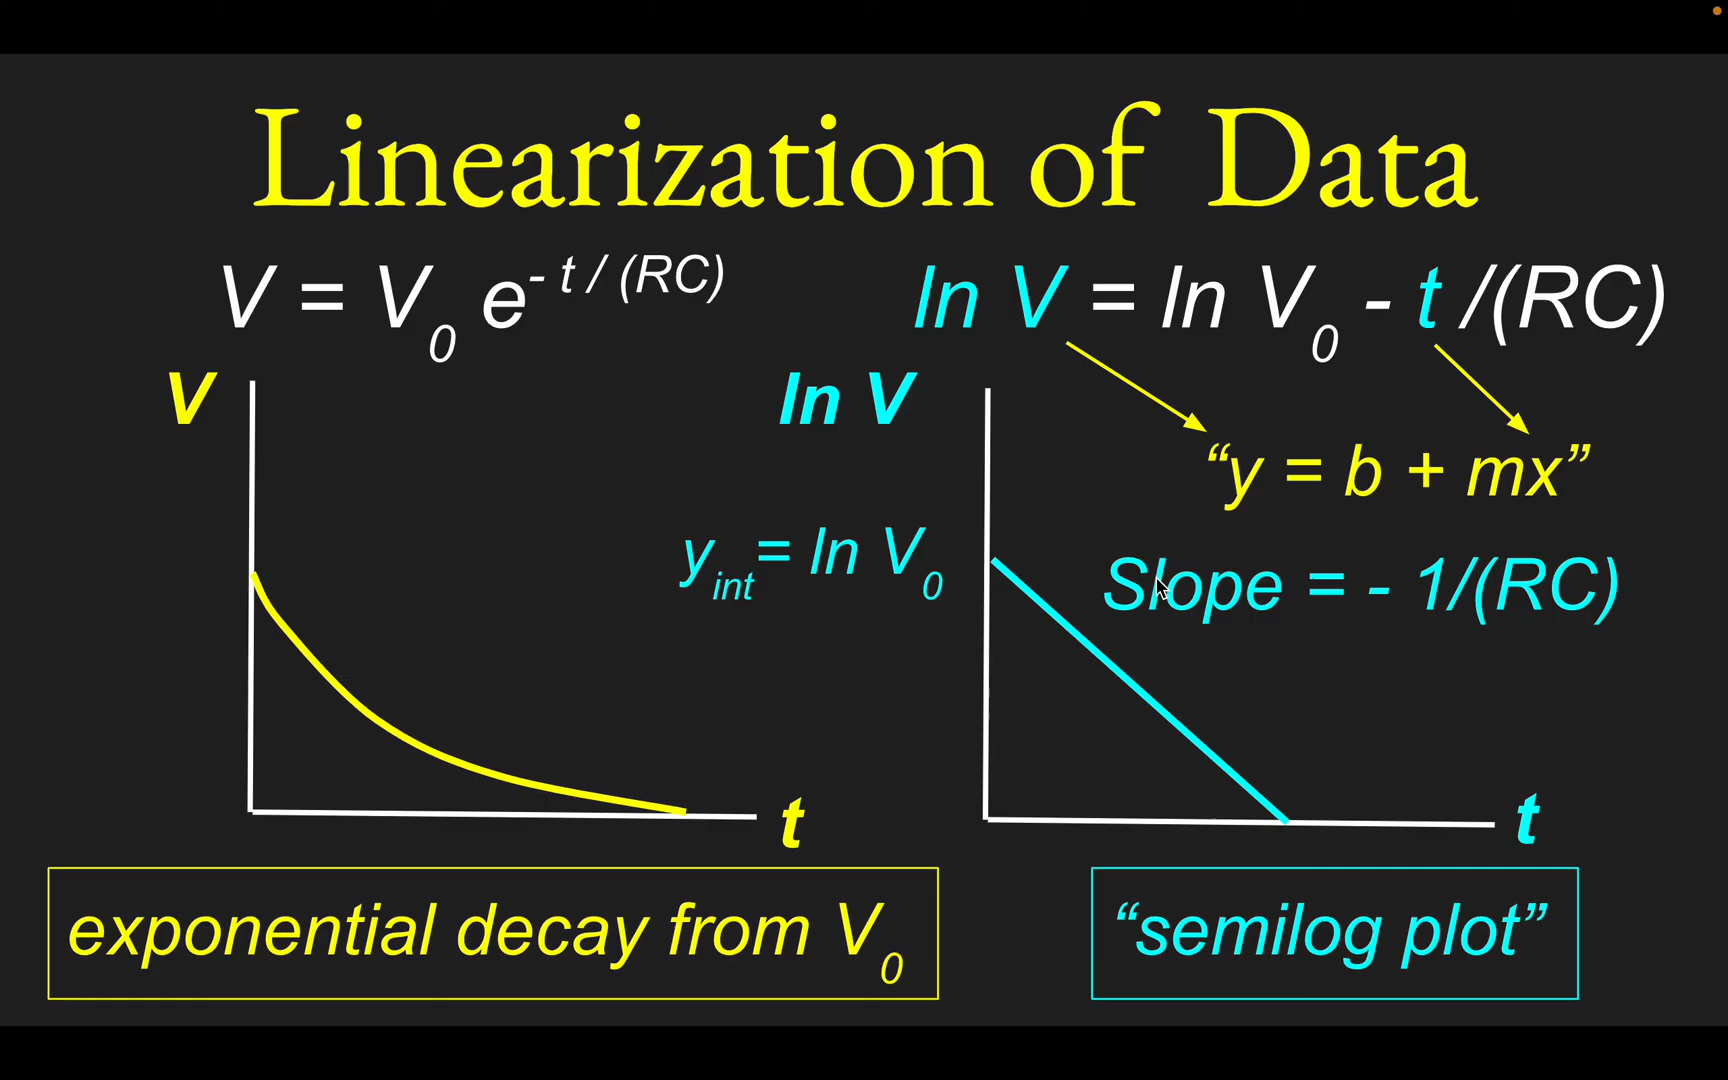 Linearization of Data
V = V₀ e⁻ ᵗ ᐟ ⁽ᴿᶜ⁾
ln V = ln V₀ - t /(RC)
V
ln V
“y = b + mx”
yᵢₙₜ= ln V₀
Slope = - 1/(RC)
t
t
exponential decay from V₀
“semilog plot”